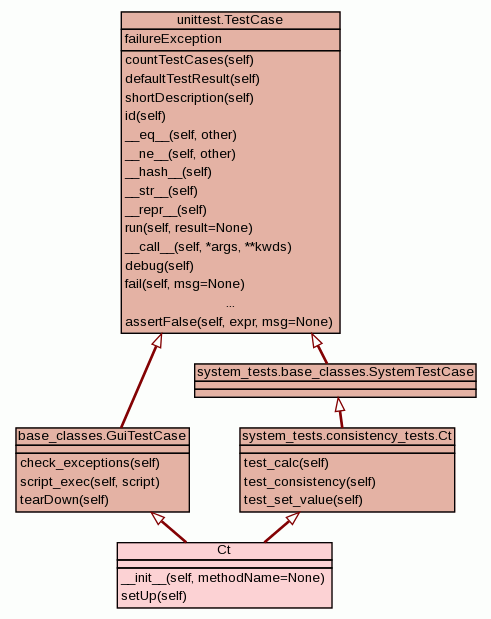 unittest.TestCase
failureException
countTestCases(self)
defaultTestResult(self)
shortDescription(self)
id(self)
__eq__(self, other)
__ne__(self, other)
__hash__(self)
__str__(self)
__repr__(self)
run(self, result=None)
__call__(self, *args, **kwds)
debug(self)
fail(self, msg=None)
...
assertFalse(self, expr, msg=None)
system_tests.base_classes.SystemTestCase
base_classes.GuiTestCase
check_exceptions(self)
script_exec(self, script)
tearDown(self)
system_tests.consistency_tests.Ct
test_calc(self)
test_consistency(self)
test_set_value(self)
Ct
__init__(self, methodName=None)
setUp(self)